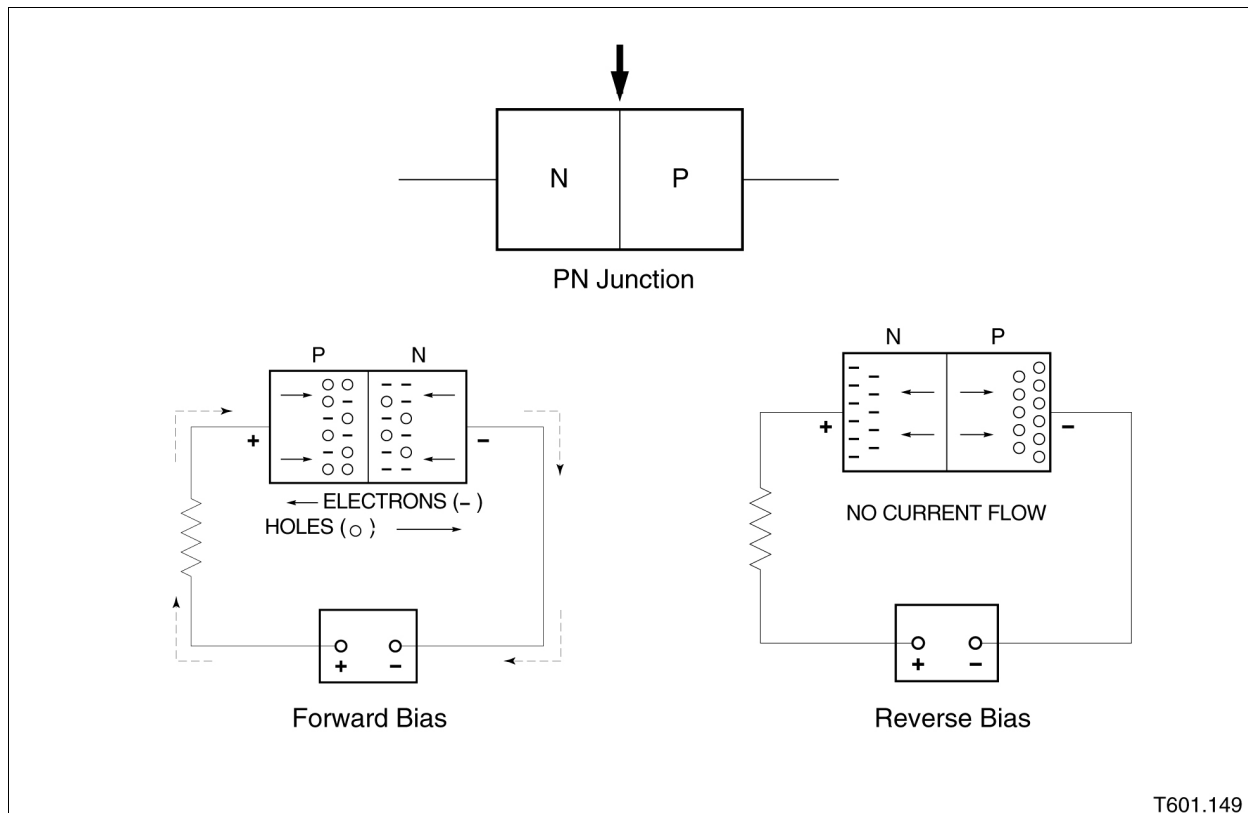 N P
PN Junction
P N
+ -
← ELECTRONS (-)
HOLES (○) →
+ -
Forward Bias
N P
+ -
NO CURRENT FLOW
+ -
Reverse Bias
T601.149